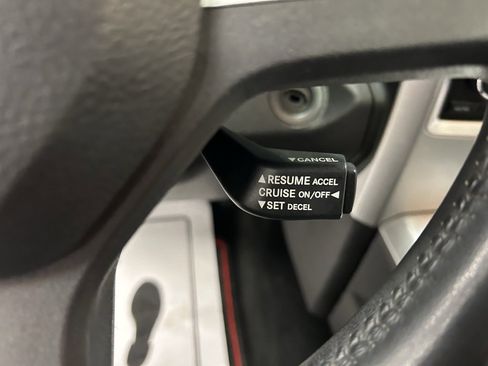 ▼CANCEL
▲RESUME ACCEL
CRUISE ON/OFF◄
▼SET DECEL